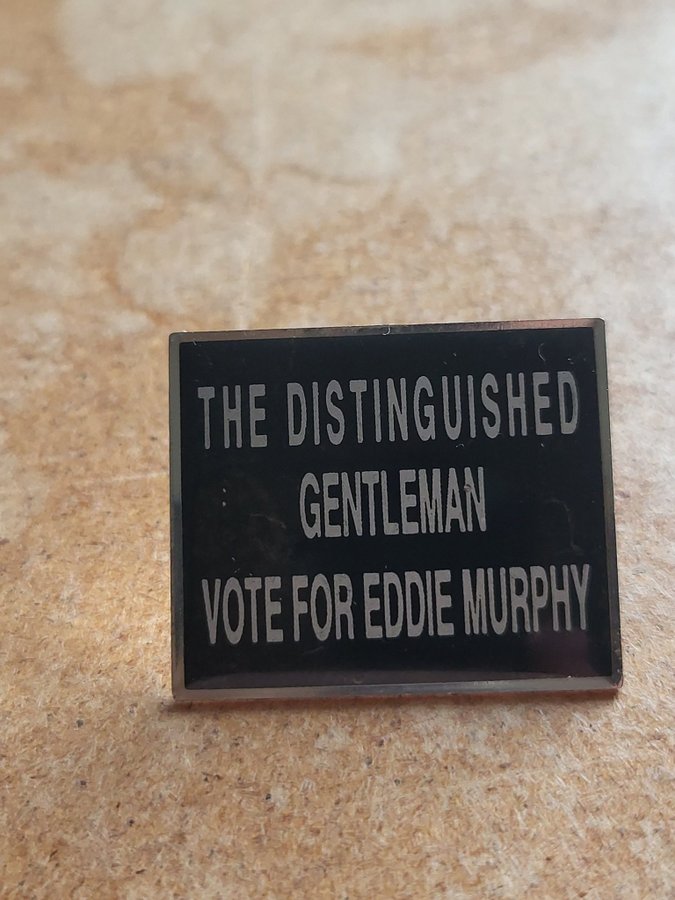 THE DISTINGUISHED
GENTLEMAN
VOTE FOR EDDIE MURPHY